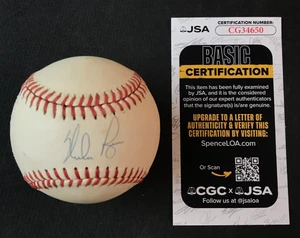 JSA
CERTIFICATION NUMBER:
CG34650
BASIC
CERTIFICATION
This item has been fully examined
by JSA, and it is the considered
opinion of our expert authenticators
that the signature(s) is/are genuine.
UPGRADE TO A LETTER OF
AUTHENTICITY & VERIFY THIS
CERTIFICATION BY VISITING:
SpenceLOA.com
Or Scan
CGC x JSA
Follow us at @jsaloa